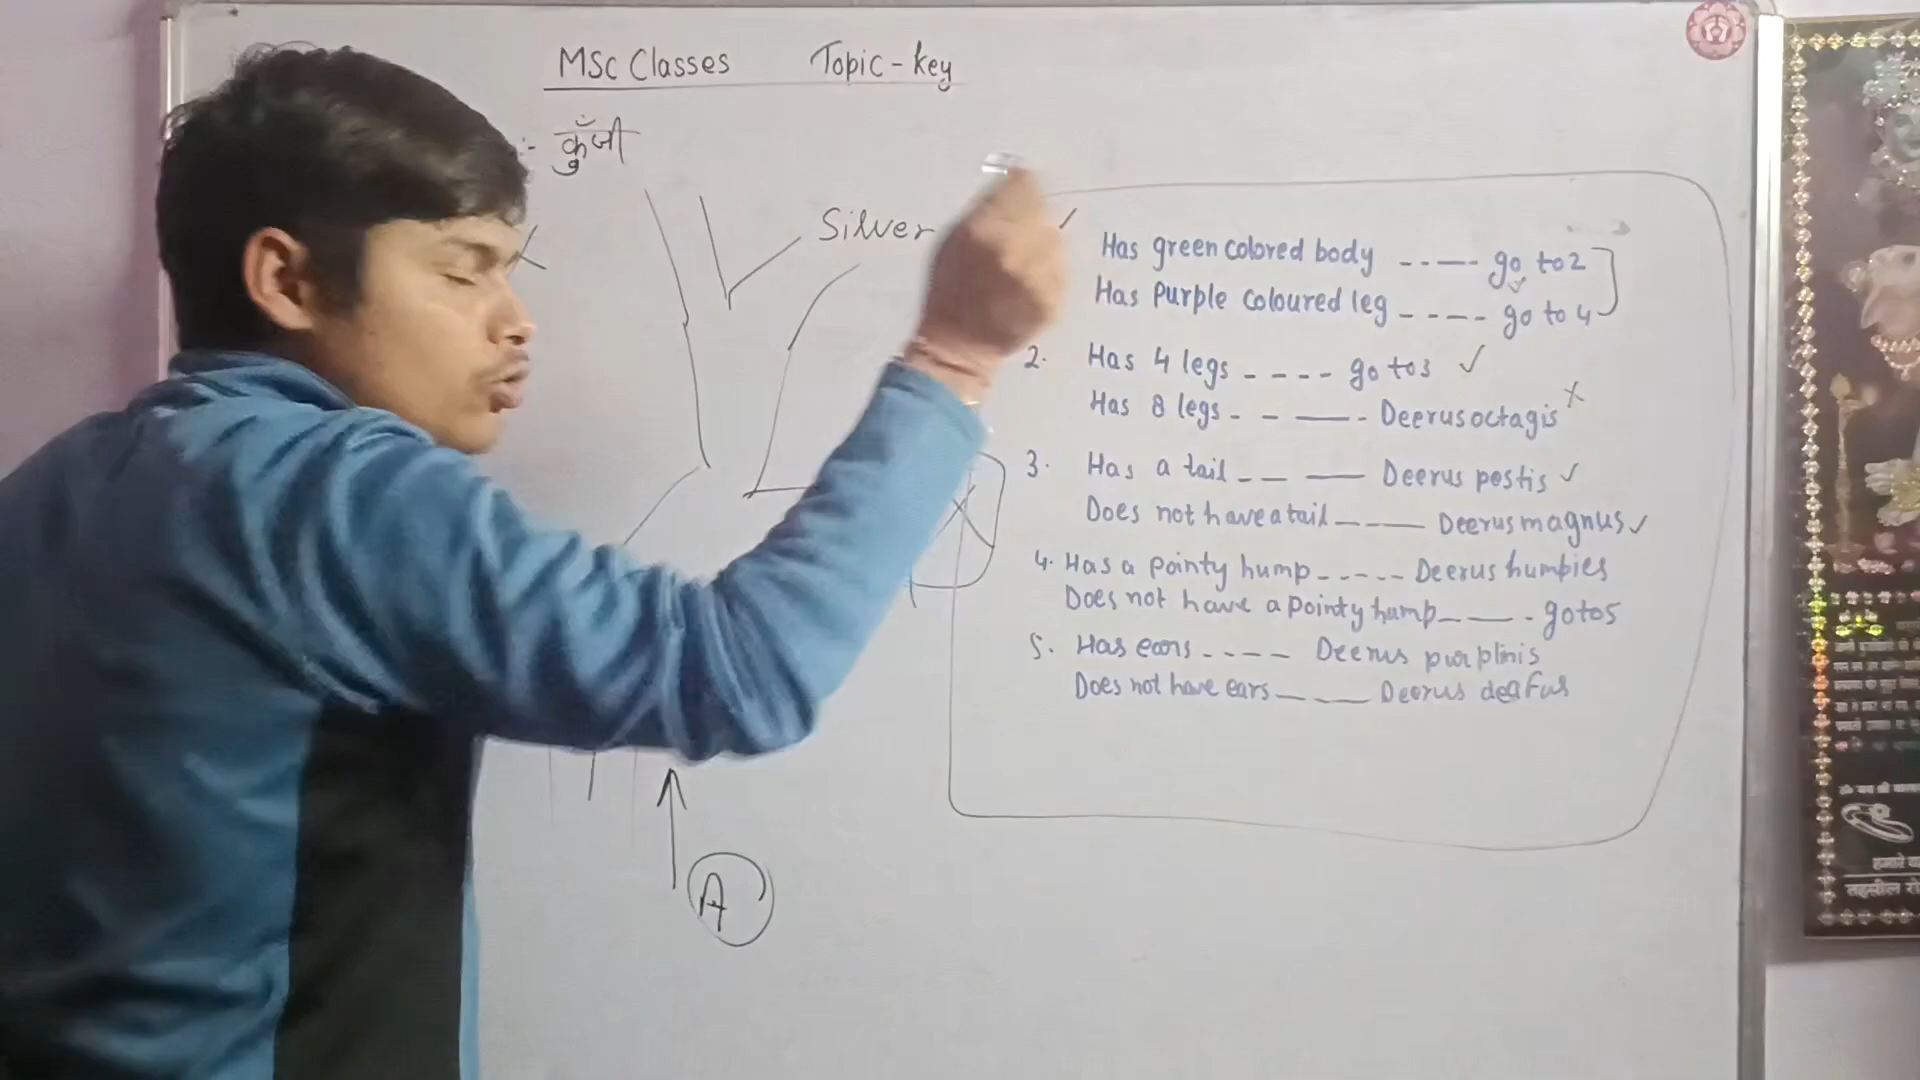 MSc Classes Topic - key
:- कुँजी
Silver
Has green colored body ----- go to 2
Has purple coloured leg ---- go to 4
2. Has 4 legs ---- go to 3 ✓
Has 8 legs - - — - Deerus octagis X
3. Has a tail -- — Deerus pestis ✓
Does not have a tail ---- Deerus magnus ✓
4. Has a pointy hump ----- Deerus humpies
Does not have a pointy hump ---- go to 5
5. Has ears ---- Deerus purplinis
Does not have ears ---- Deerus deafus
A
हमारे
तहसील